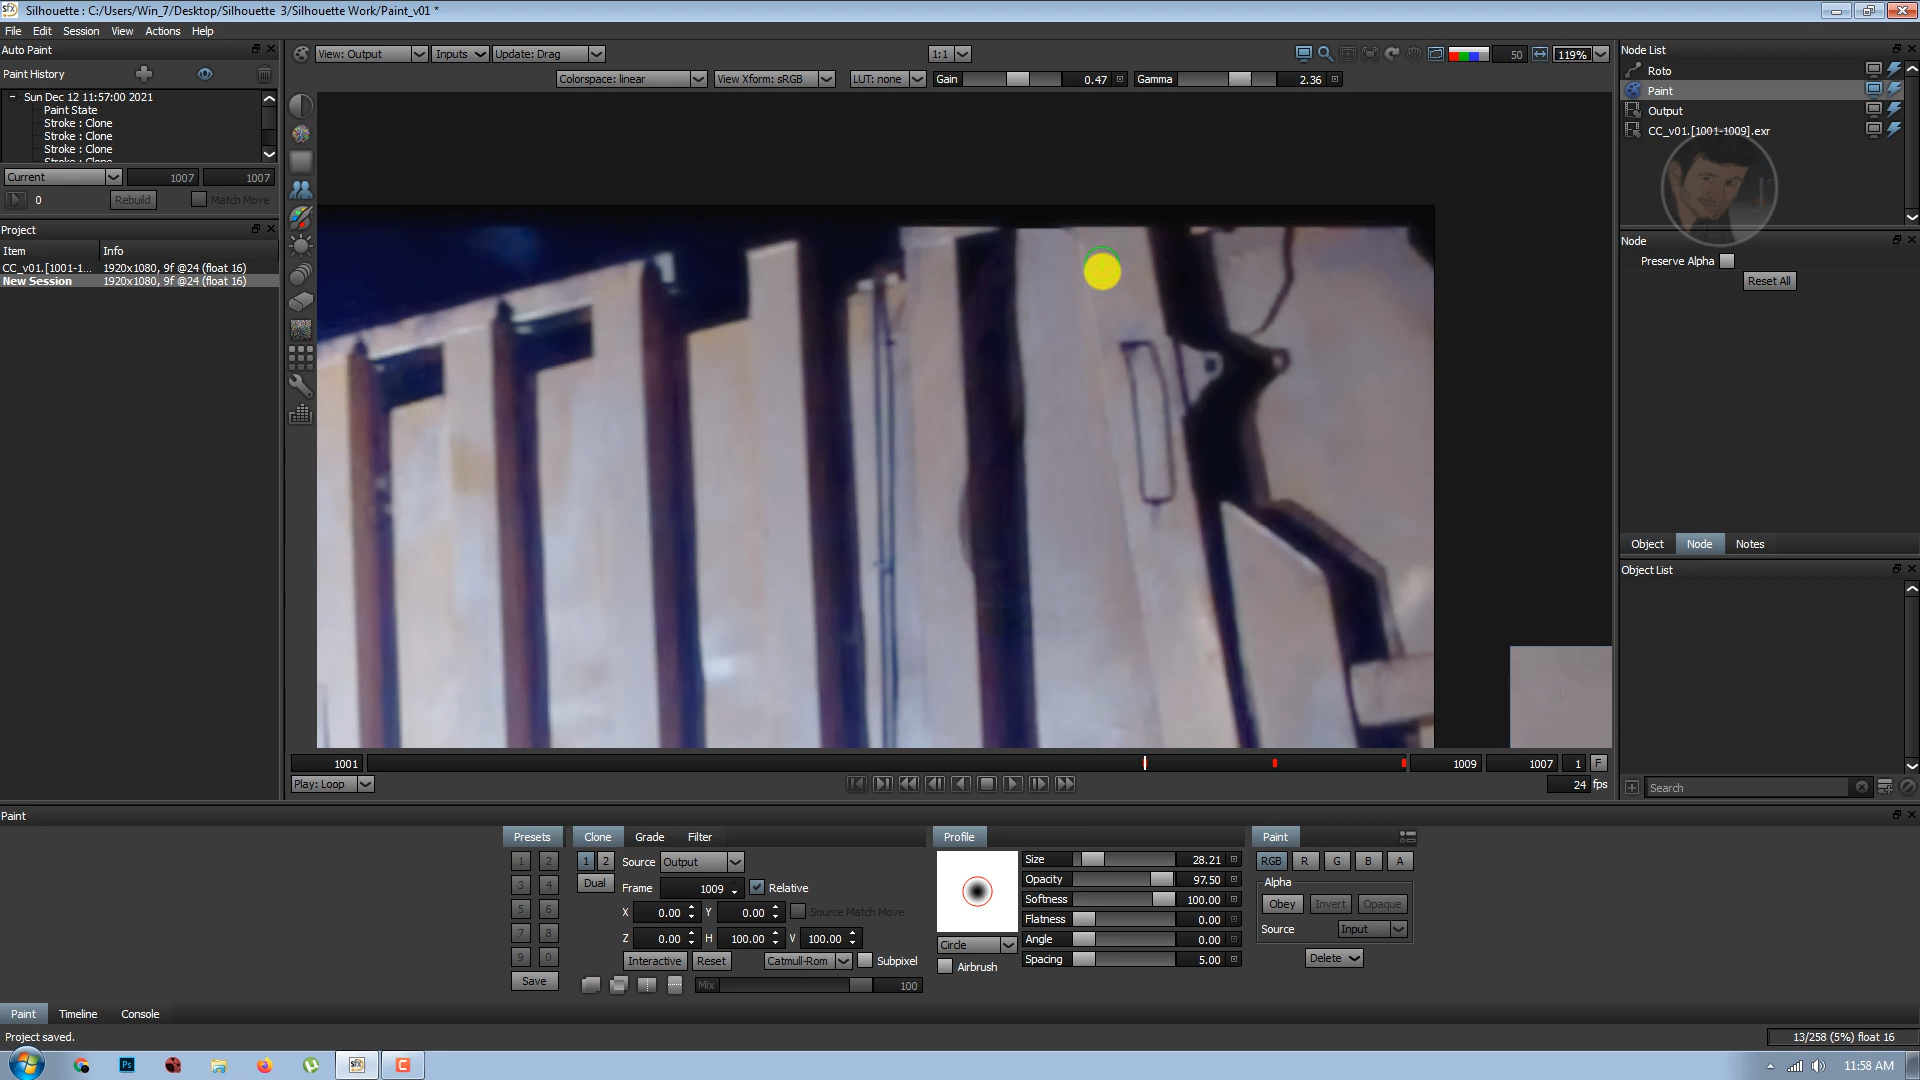 Silhouette : C:/Users/Win_7/Desktop/Silhouette 3/Silhouette Work/Paint_v01 *
File Edit Session View Actions Help
Auto Paint
Paint History
Sun Dec 12 11:57:00 2021
Paint State
Stroke : Clone
Stroke : Clone
Stroke : Clone
Stroke : Clone
Current 1007 1007
0 Rebuild Match Move
Project
Item Info
CC_v01.[1001-1... 1920x1080, 9f @24 (float 16)
New Session 1920x1080, 9f @24 (float 16)
View: Output Inputs Update: Drag 1:1 50 119%
Colorspace: linear View Xform: sRGB LUT: none Gain 0.47 Gamma 2.36
Node List
Roto
Paint
Output
CC_v01.[1001-1009].exr
Node
Preserve Alpha
Reset All
Object Node Notes
Object List
Search
1001 1009 1007 1 F
Play: Loop 24 fps
Paint
Presets Clone Grade Filter Profile Paint
1 2 1 2 Source Output Size 28.21 RGB R G B A
3 4 Dual Frame 1009 Relative Opacity 97.50 Alpha
5 6 X 0.00 Y 0.00 Source Match Move Softness 100.00 Obey Invert Opaque
7 8 Z 0.00 H 100.00 V 100.00 Flatness 0.00 Source Input
9 0 Interactive Reset Catmull-Rom Subpixel Circle Angle 0.00
Save Mix 100 Airbrush Spacing 5.00 Delete
Paint Timeline Console
Project saved. 13/258 (5%) float 16
Ps sfx C 11:58 AM